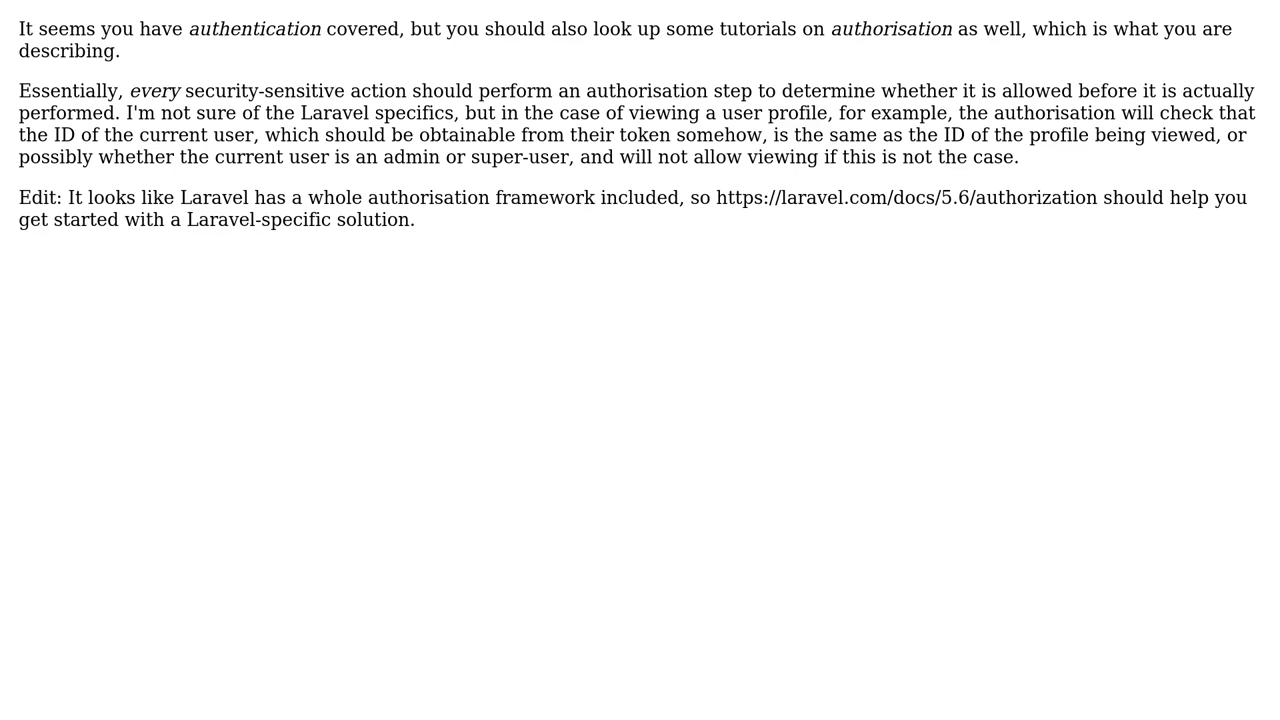 It seems you have authentication covered, but you should also look up some tutorials on authorisation as well, which is what you are
describing.
Essentially, every security-sensitive action should perform an authorisation step to determine whether it is allowed before it is actually
performed. I'm not sure of the Laravel specifics, but in the case of viewing a user profile, for example, the authorisation will check that
the ID of the current user, which should be obtainable from their token somehow, is the same as the ID of the profile being viewed, or
possibly whether the current user is an admin or super-user, and will not allow viewing if this is not the case.
Edit: It looks like Laravel has a whole authorisation framework included, so https://laravel.com/docs/5.6/authorization should help you
get started with a Laravel-specific solution.